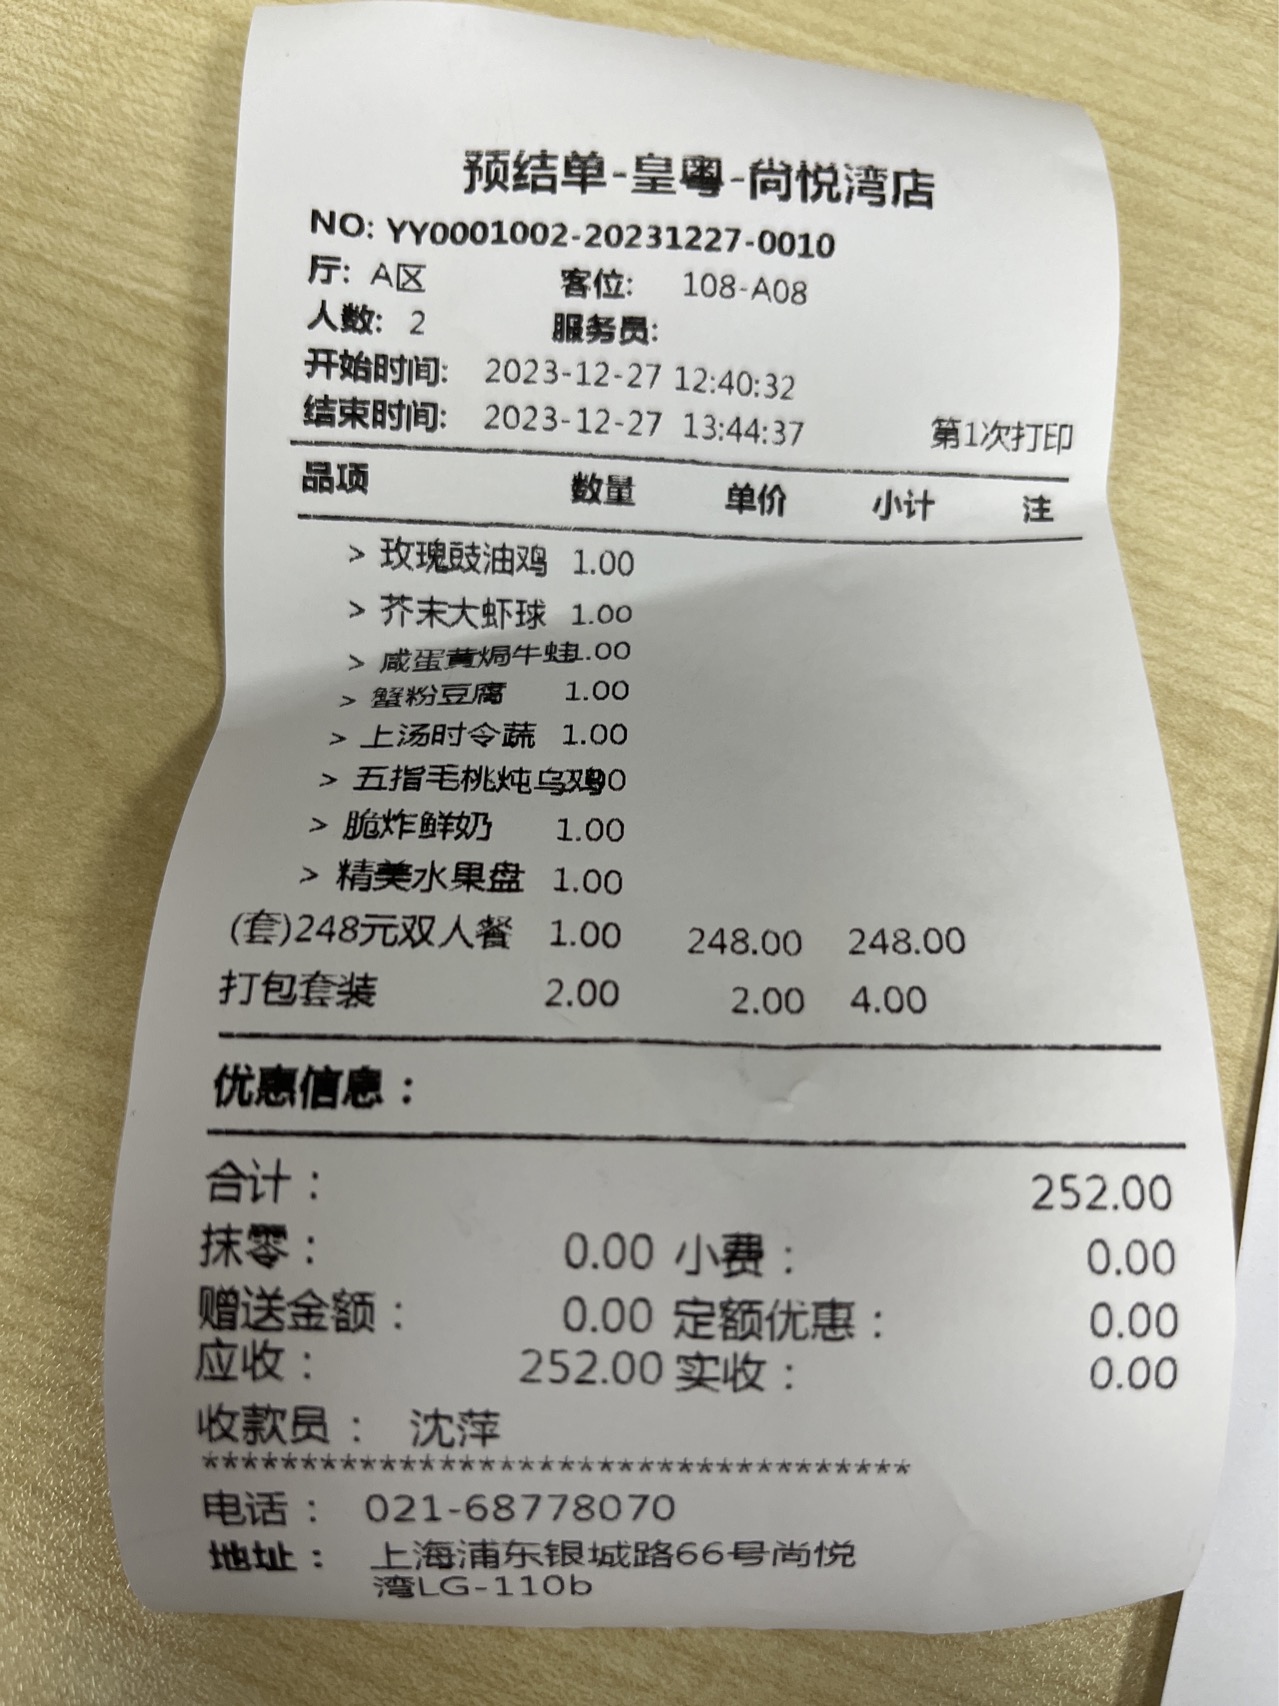 预结单-皇粤-尚悦湾店
NO: YY0001002-20231227-0010
厅: A区 客位: 108-A08
人数: 2 服务员:
开始时间: 2023-12-27 12:40:32
结束时间: 2023-12-27 13:44:37 第1次打印
品项 数量 单价 小计 注
> 玫瑰豉油鸡 1.00
> 芥末大虾球 1.00
> 咸蛋黄焗牛蛙1.00
> 蟹粉豆腐 1.00
> 上汤时令蔬 1.00
> 五指毛桃炖乌鸡
> 脆炸鲜奶 1.00
> 精美水果盘 1.00
(套)248元双人餐 1.00 248.00 248.00
打包套装 2.00 2.00 4.00
优惠信息：
合计： 252.00
抹零： 0.00 小费： 0.00
赠送金额： 0.00 定额优惠： 0.00
应收： 252.00 实收： 0.00
收款员： 沈萍
************************************
电话： 021-68778070
地址： 上海浦东银城路66号尚悦
湾LG-110b